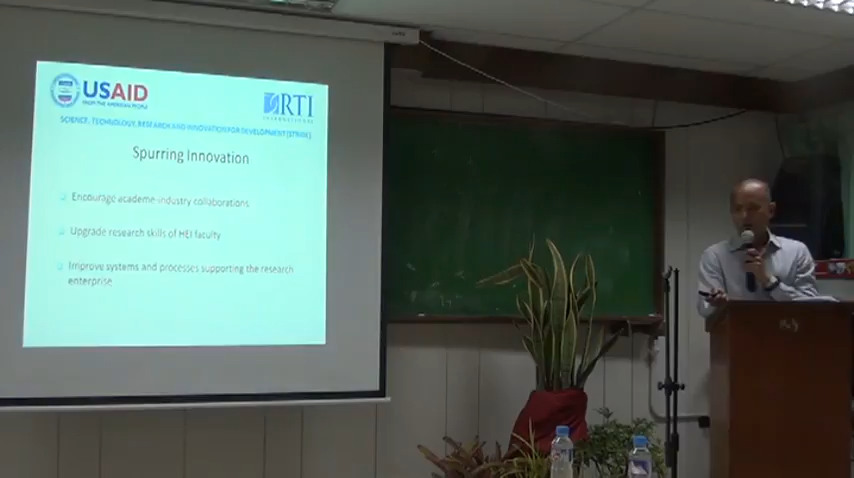 USAID
FROM THE AMERICAN PEOPLE
RTI
INTERNATIONAL
SCIENCE, TECHNOLOGY, RESEARCH AND INNOVATION FOR DEVELOPMENT (STRIDE)
Spurring Innovation
Encourage academe-industry collaborations
Upgrade research skills of HEI faculty
Improve systems and processes supporting the research
enterprise